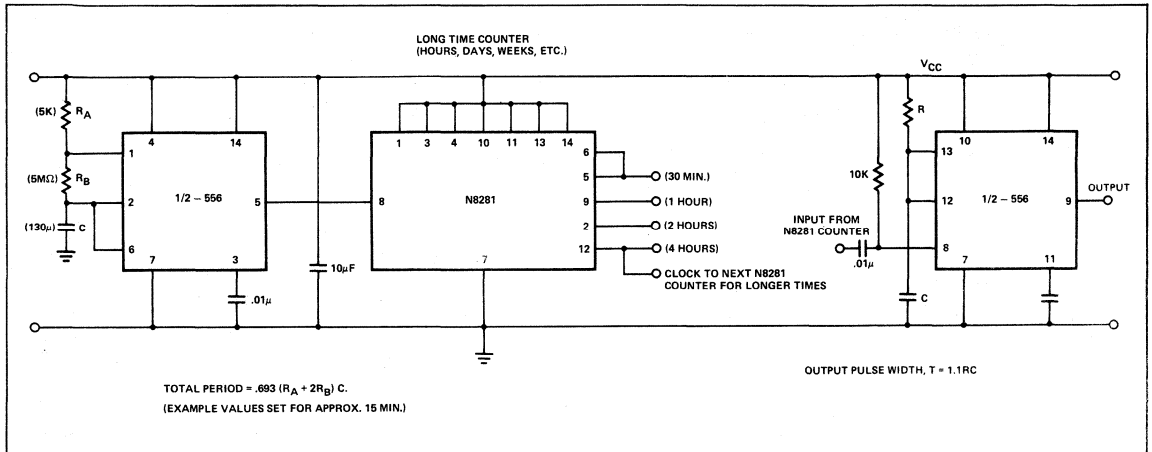 LONG TIME COUNTER
(HOURS, DAYS, WEEKS, ETC.)
VCC
(5K) RA
4 14
1
(5MΩ) RB
2
1/2 – 556
5
(130μ) C
6
7 3
.01μ
10μF
1 3 4 10 11 13 14
8
N8281
7
6
5 (30 MIN.)
9 (1 HOUR)
2 (2 HOURS)
12 (4 HOURS)
CLOCK TO NEXT N8281
COUNTER FOR LONGER TIMES
10K
R
INPUT FROM
N8281 COUNTER
.01μ
C
10 14
13
12
1/2 – 556
9 OUTPUT
8
7 11
TOTAL PERIOD = .693 (RA + 2RB) C.
(EXAMPLE VALUES SET FOR APPROX. 15 MIN.)
OUTPUT PULSE WIDTH, T = 1.1RC